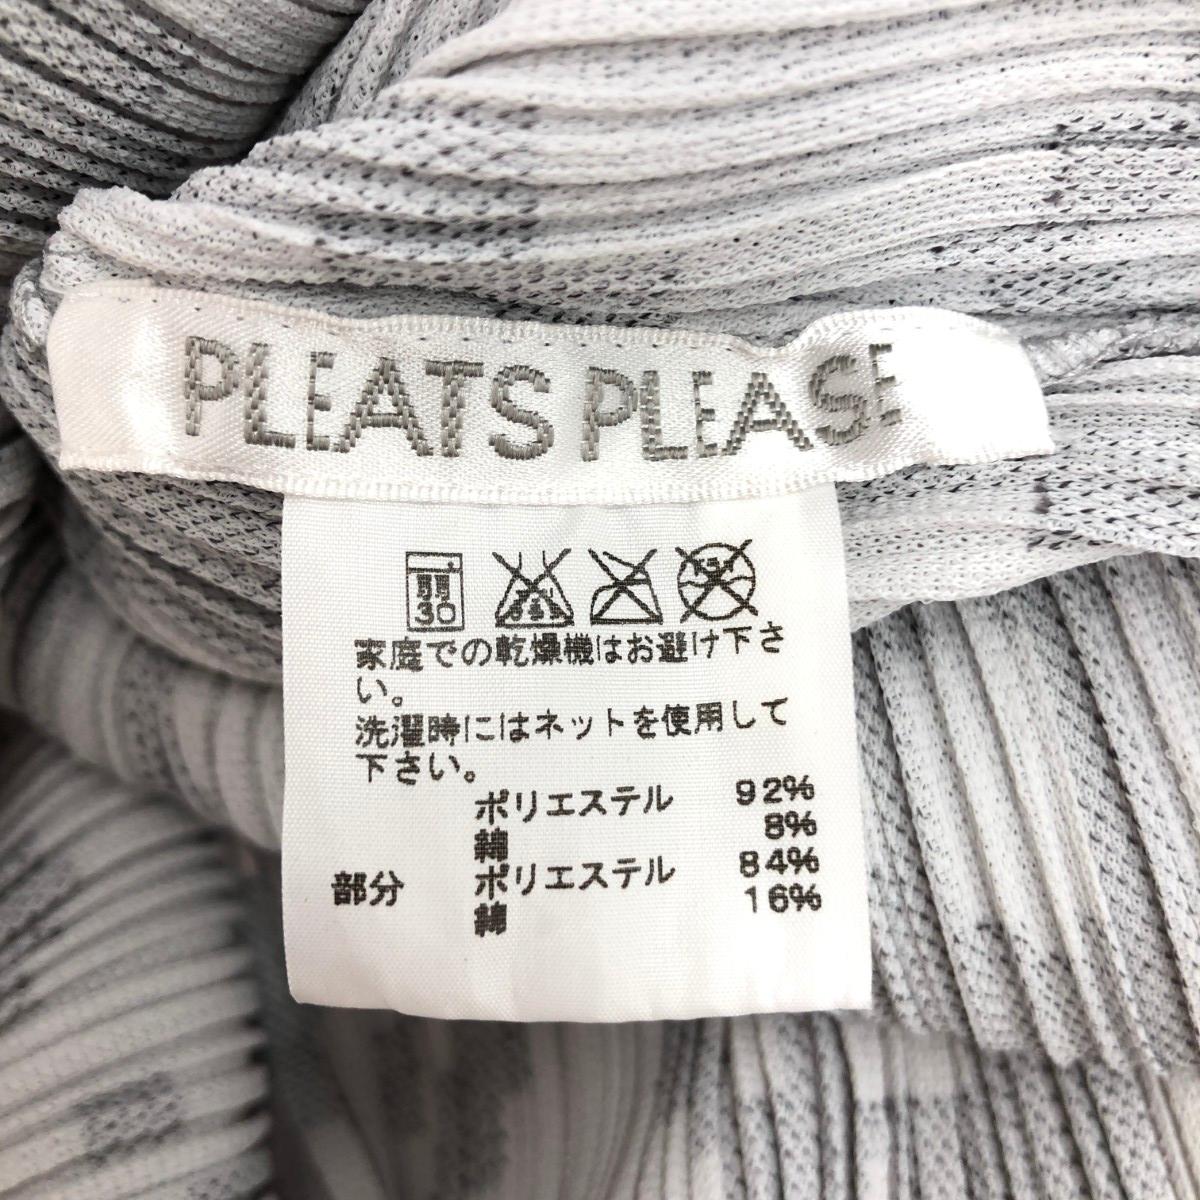 PLEATS PLEASE
弱
30
家庭での乾燥機はお避け下さ
い。
洗濯時にはネットを使用して
下さい。
ポリエステル 92%
綿 8%
部分 ポリエステル 84%
綿 16%